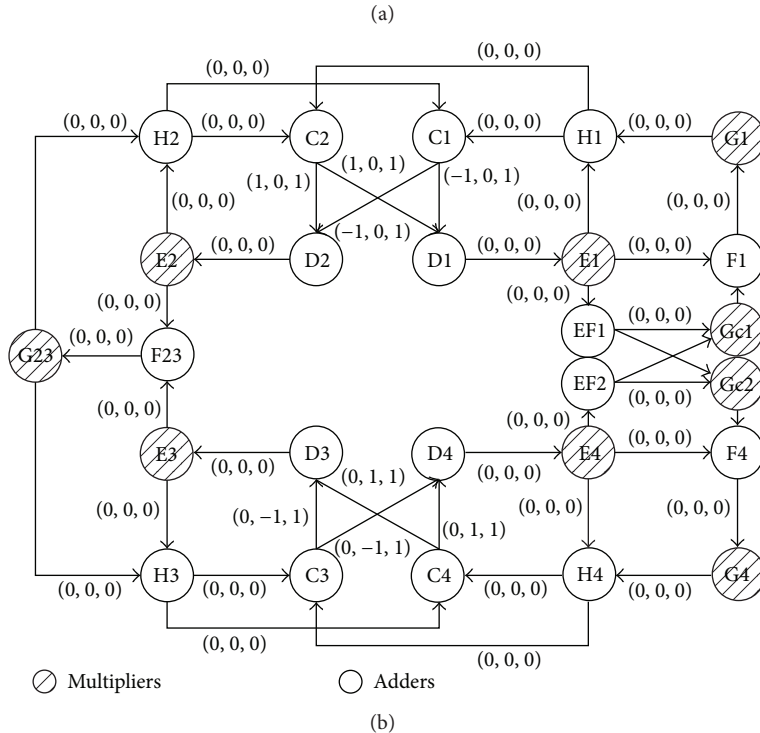 (a)
(0, 0, 0)
(0, 0, 0)
(0, 0, 0)
H2
(0, 0, 0)
C2
C1
(0, 0, 0)
H1
(0, 0, 0)
G1
(1, 0, 1)
(1, 0, 1)
(−1, 0, 1)
(0, 0, 0)
(0, 0, 0)
(0, 0, 0)
(−1, 0, 1)
E2
(0, 0, 0)
D2
D1
(0, 0, 0)
E1
(0, 0, 0)
F1
(0, 0, 0)
(0, 0, 0)
EF1
(0, 0, 0)
Gc1
G23
(0, 0, 0)
F23
EF2
(0, 0, 0)
Gc2
(0, 0, 0)
(0, 0, 0)
E3
(0, 0, 0)
D3
D4
(0, 0, 0)
E4
(0, 0, 0)
F4
(0, 1, 1)
(0, 0, 0)
(0, −1, 1)
(0, −1, 1)
(0, 1, 1)
(0, 0, 0)
(0, 0, 0)
H3
(0, 0, 0)
C3
C4
(0, 0, 0)
H4
(0, 0, 0)
G4
(0, 0, 0)
(0, 0, 0)
(0, 0, 0)
Multipliers
Adders
(b)